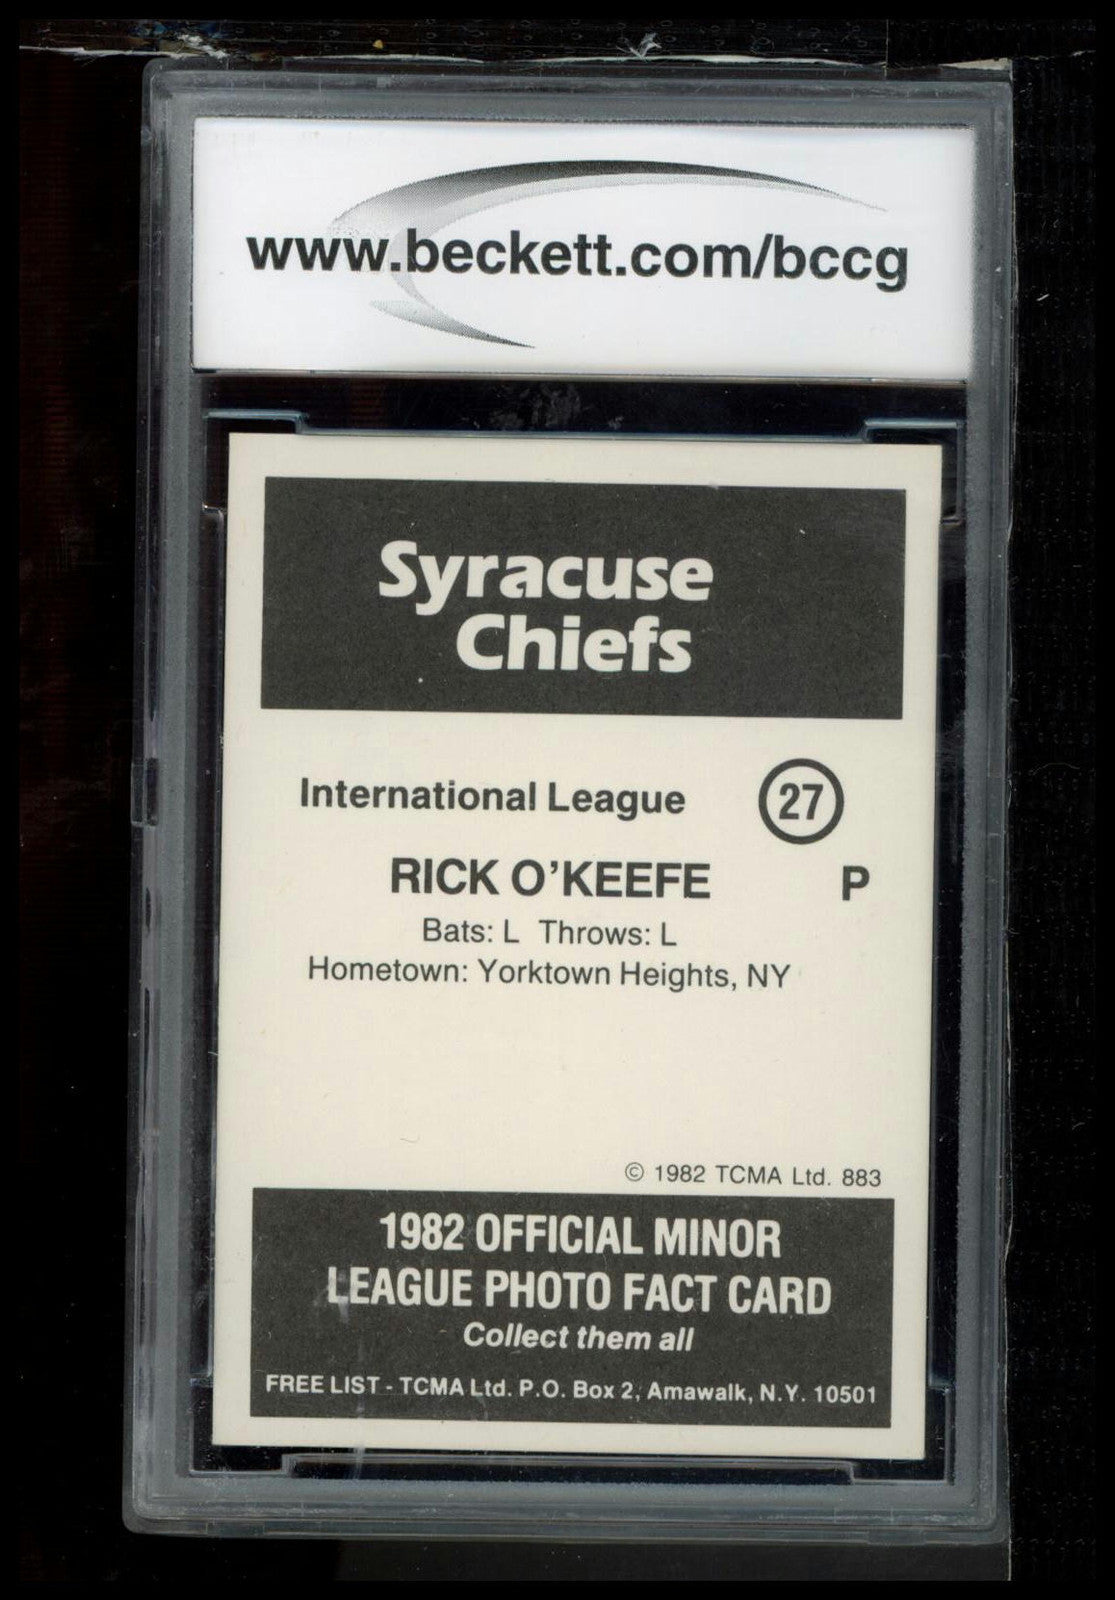 www.beckett.com/bccg
Syracuse
Chiefs
International League
27
RICK O'KEEFE
P
Bats: L Throws: L
Hometown: Yorktown Heights, NY
© 1982 TCMA Ltd. 883
1982 OFFICIAL MINOR
LEAGUE PHOTO FACT CARD
Collect them all
FREE LIST - TCMA Ltd. P.O. Box 2, Amawalk, N.Y. 10501